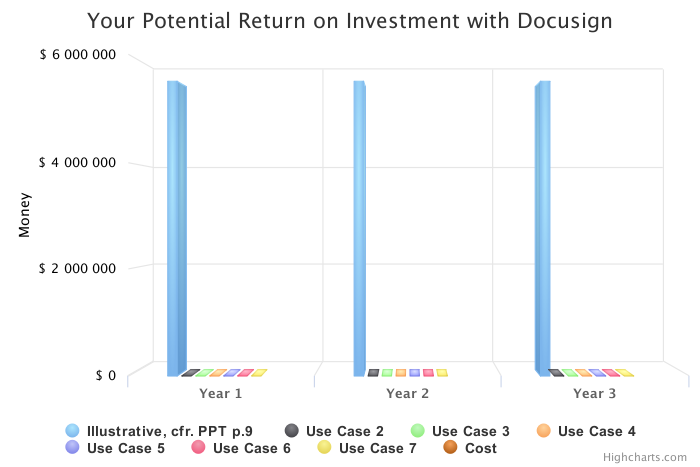 Your Potential Return on Investment with Docusign
$ 6 000 000
$ 4 000 000
Money
$ 2 000 000
$ 0
Year 1 Year 2 Year 3
Illustrative, cfr. PPT p.9 Use Case 2 Use Case 3 Use Case 4
Use Case 5 Use Case 6 Use Case 7 Cost
Highcharts.com